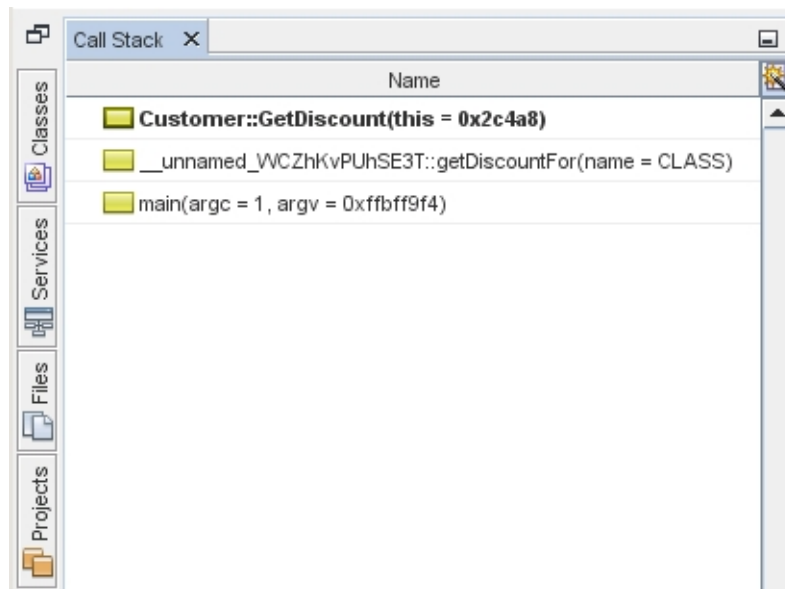 Call Stack
Name
Customer::GetDiscount(this = 0x2c4a8)
__unnamed_WCZhKvPUhSE3T::getDiscountFor(name = CLASS)
main(argc = 1, argv = 0xffbff9f4)
Classes
Services
Files
Projects